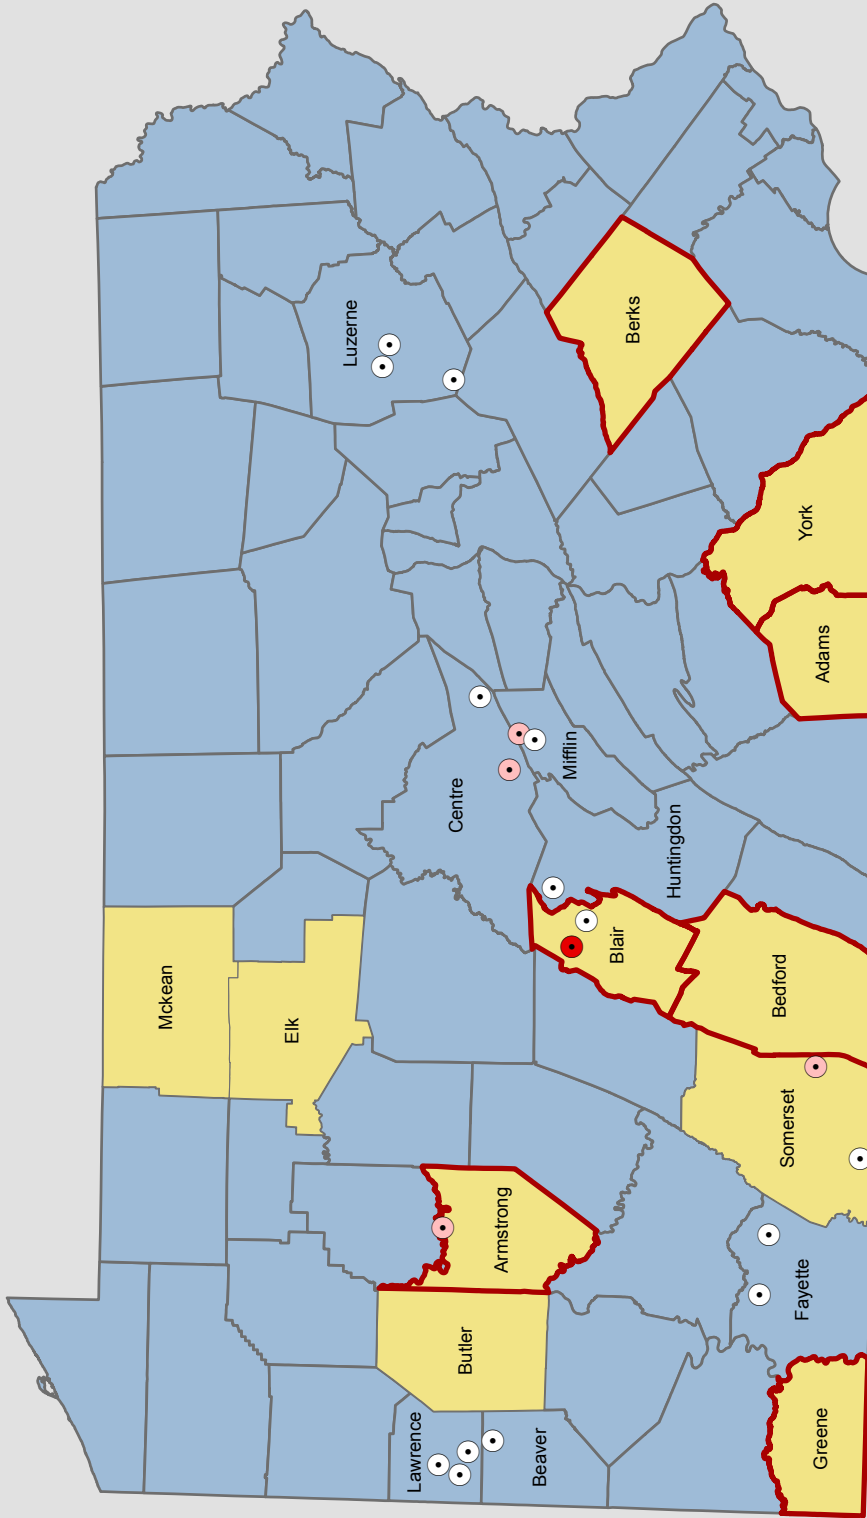 Luzerne
Berks
York
Adams
Centre
Mifflin
Huntingdon
Mckean
Elk
Blair
Bedford
Somerset
Armstrong
Fayette
Butler
Lawrence
Beaver
Greene